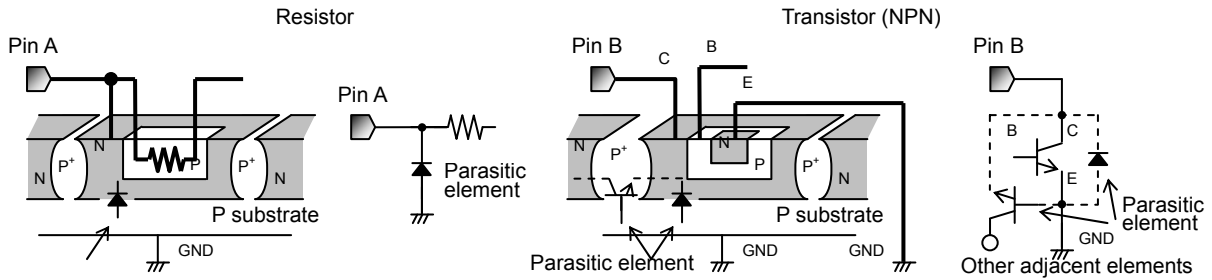 Resistor
Transistor (NPN)
Pin A
Pin B
Pin B
C
B
E
Pin A
N
P
N
P+
P+
N
N
P+
P
P+
N
N
B
C
E
Parasitic
element
P substrate
P substrate
Parasitic
element
GND
GND
GND
GND
Parasitic element
Other adjacent elements